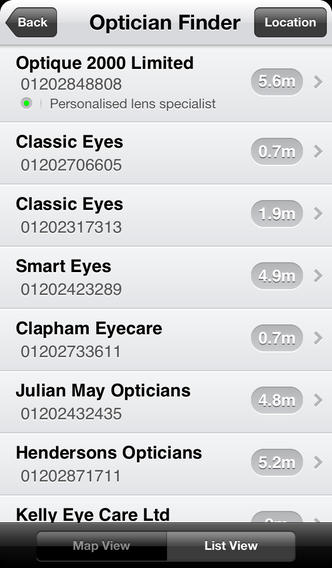 Back
Optician Finder
Location
Optique 2000 Limited
01202848808
5.6m
Personalised lens specialist
Classic Eyes
01202706605
0.7m
Classic Eyes
01202317313
1.9m
Smart Eyes
01202423289
4.9m
Clapham Eyecare
01202733611
0.7m
Julian May Opticians
01202432435
4.8m
Hendersons Opticians
01202871711
5.2m
Kelly Eye Care Ltd
Map View
List View